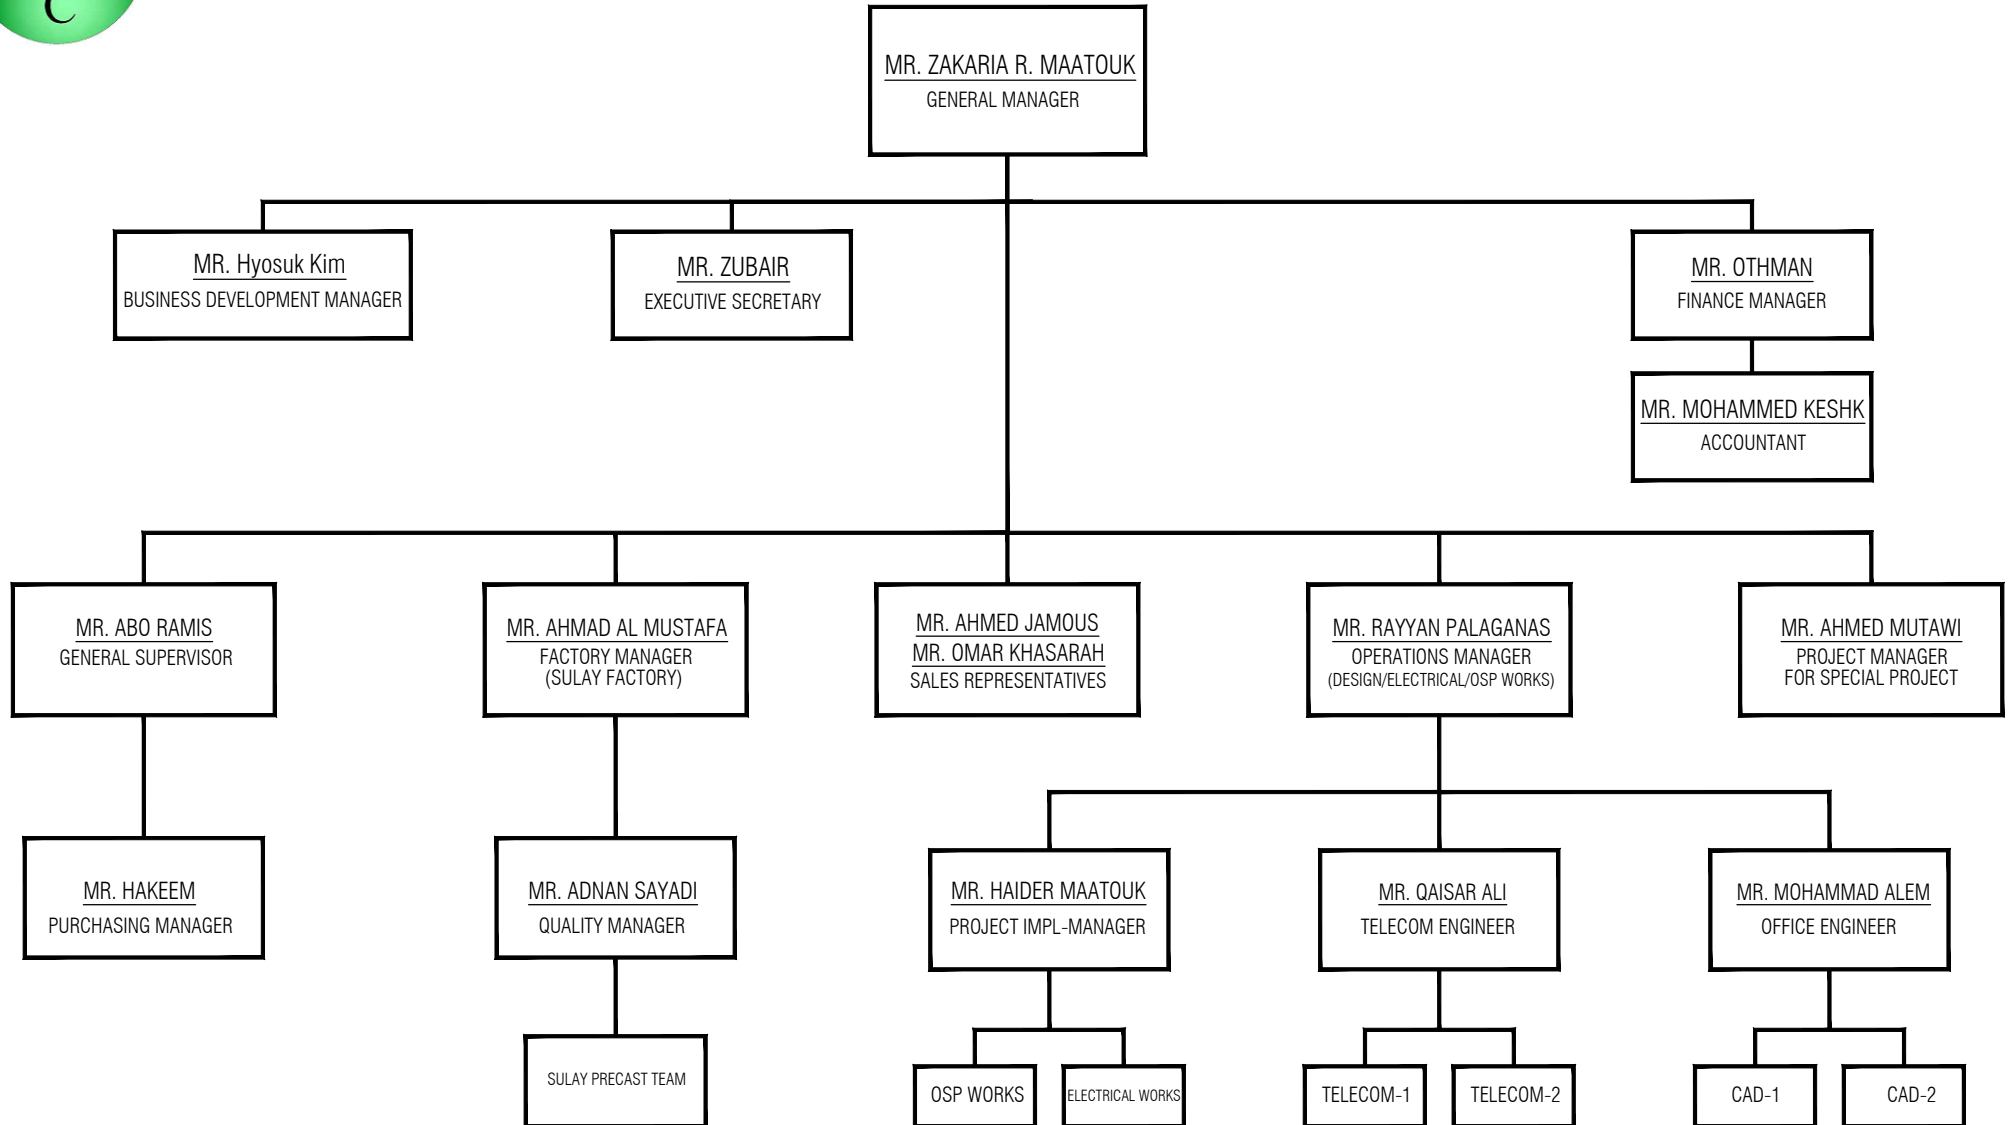 C
MR. ZAKARIA R. MAATOUK
GENERAL MANAGER
MR. Hyosuk Kim
BUSINESS DEVELOPMENT MANAGER
MR. ZUBAIR
EXECUTIVE SECRETARY
MR. OTHMAN
FINANCE MANAGER
MR. MOHAMMED KESHK
ACCOUNTANT
MR. ABO RAMIS
GENERAL SUPERVISOR
MR. AHMAD AL MUSTAFA
FACTORY MANAGER
(SULAY FACTORY)
MR. AHMED JAMOUS
MR. OMAR KHASARAH
SALES REPRESENTATIVES
MR. RAYYAN PALAGANAS
OPERATIONS MANAGER
(DESIGN/ELECTRICAL/OSP WORKS)
MR. AHMED MUTAWI
PROJECT MANAGER
FOR SPECIAL PROJECT
MR. HAKEEM
PURCHASING MANAGER
MR. ADNAN SAYADI
QUALITY MANAGER
MR. HAIDER MAATOUK
PROJECT IMPL-MANAGER
MR. QAISAR ALI
TELECOM ENGINEER
MR. MOHAMMAD ALEM
OFFICE ENGINEER
SULAY PRECAST TEAM
OSP WORKS
ELECTRICAL WORKS
TELECOM-1
TELECOM-2
CAD-1
CAD-2